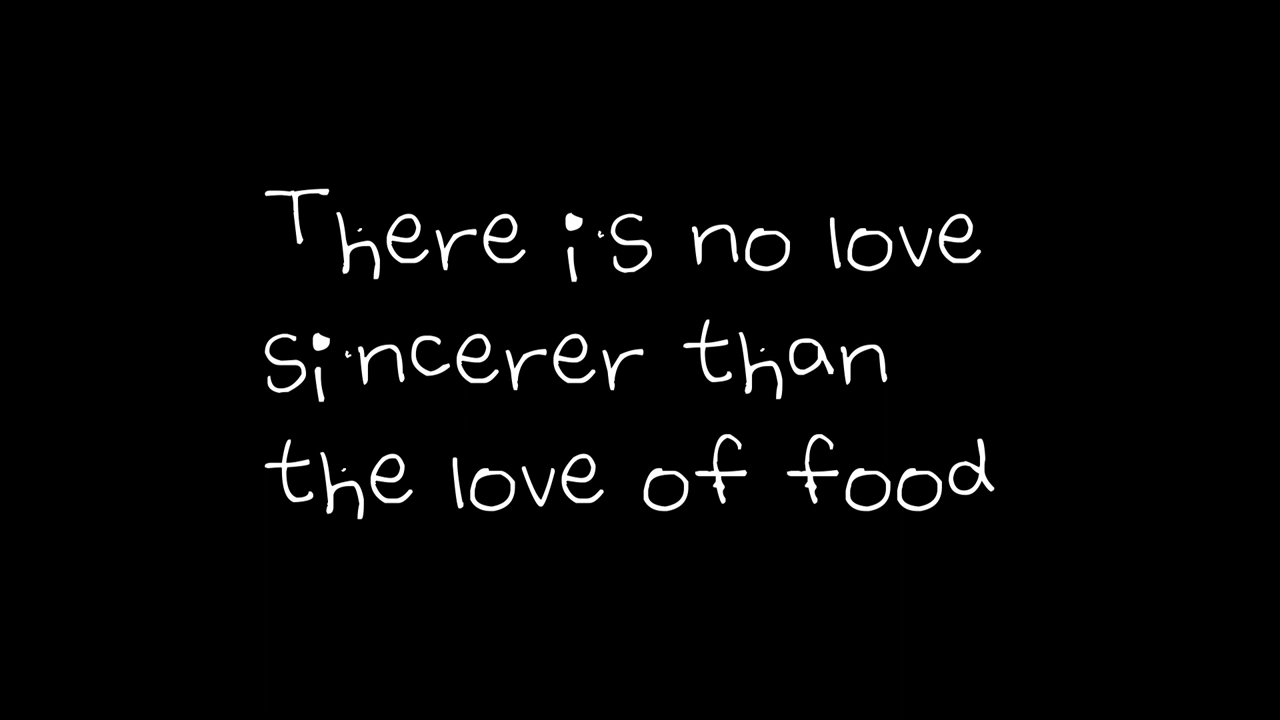 There is no love
sincerer than
the love of food